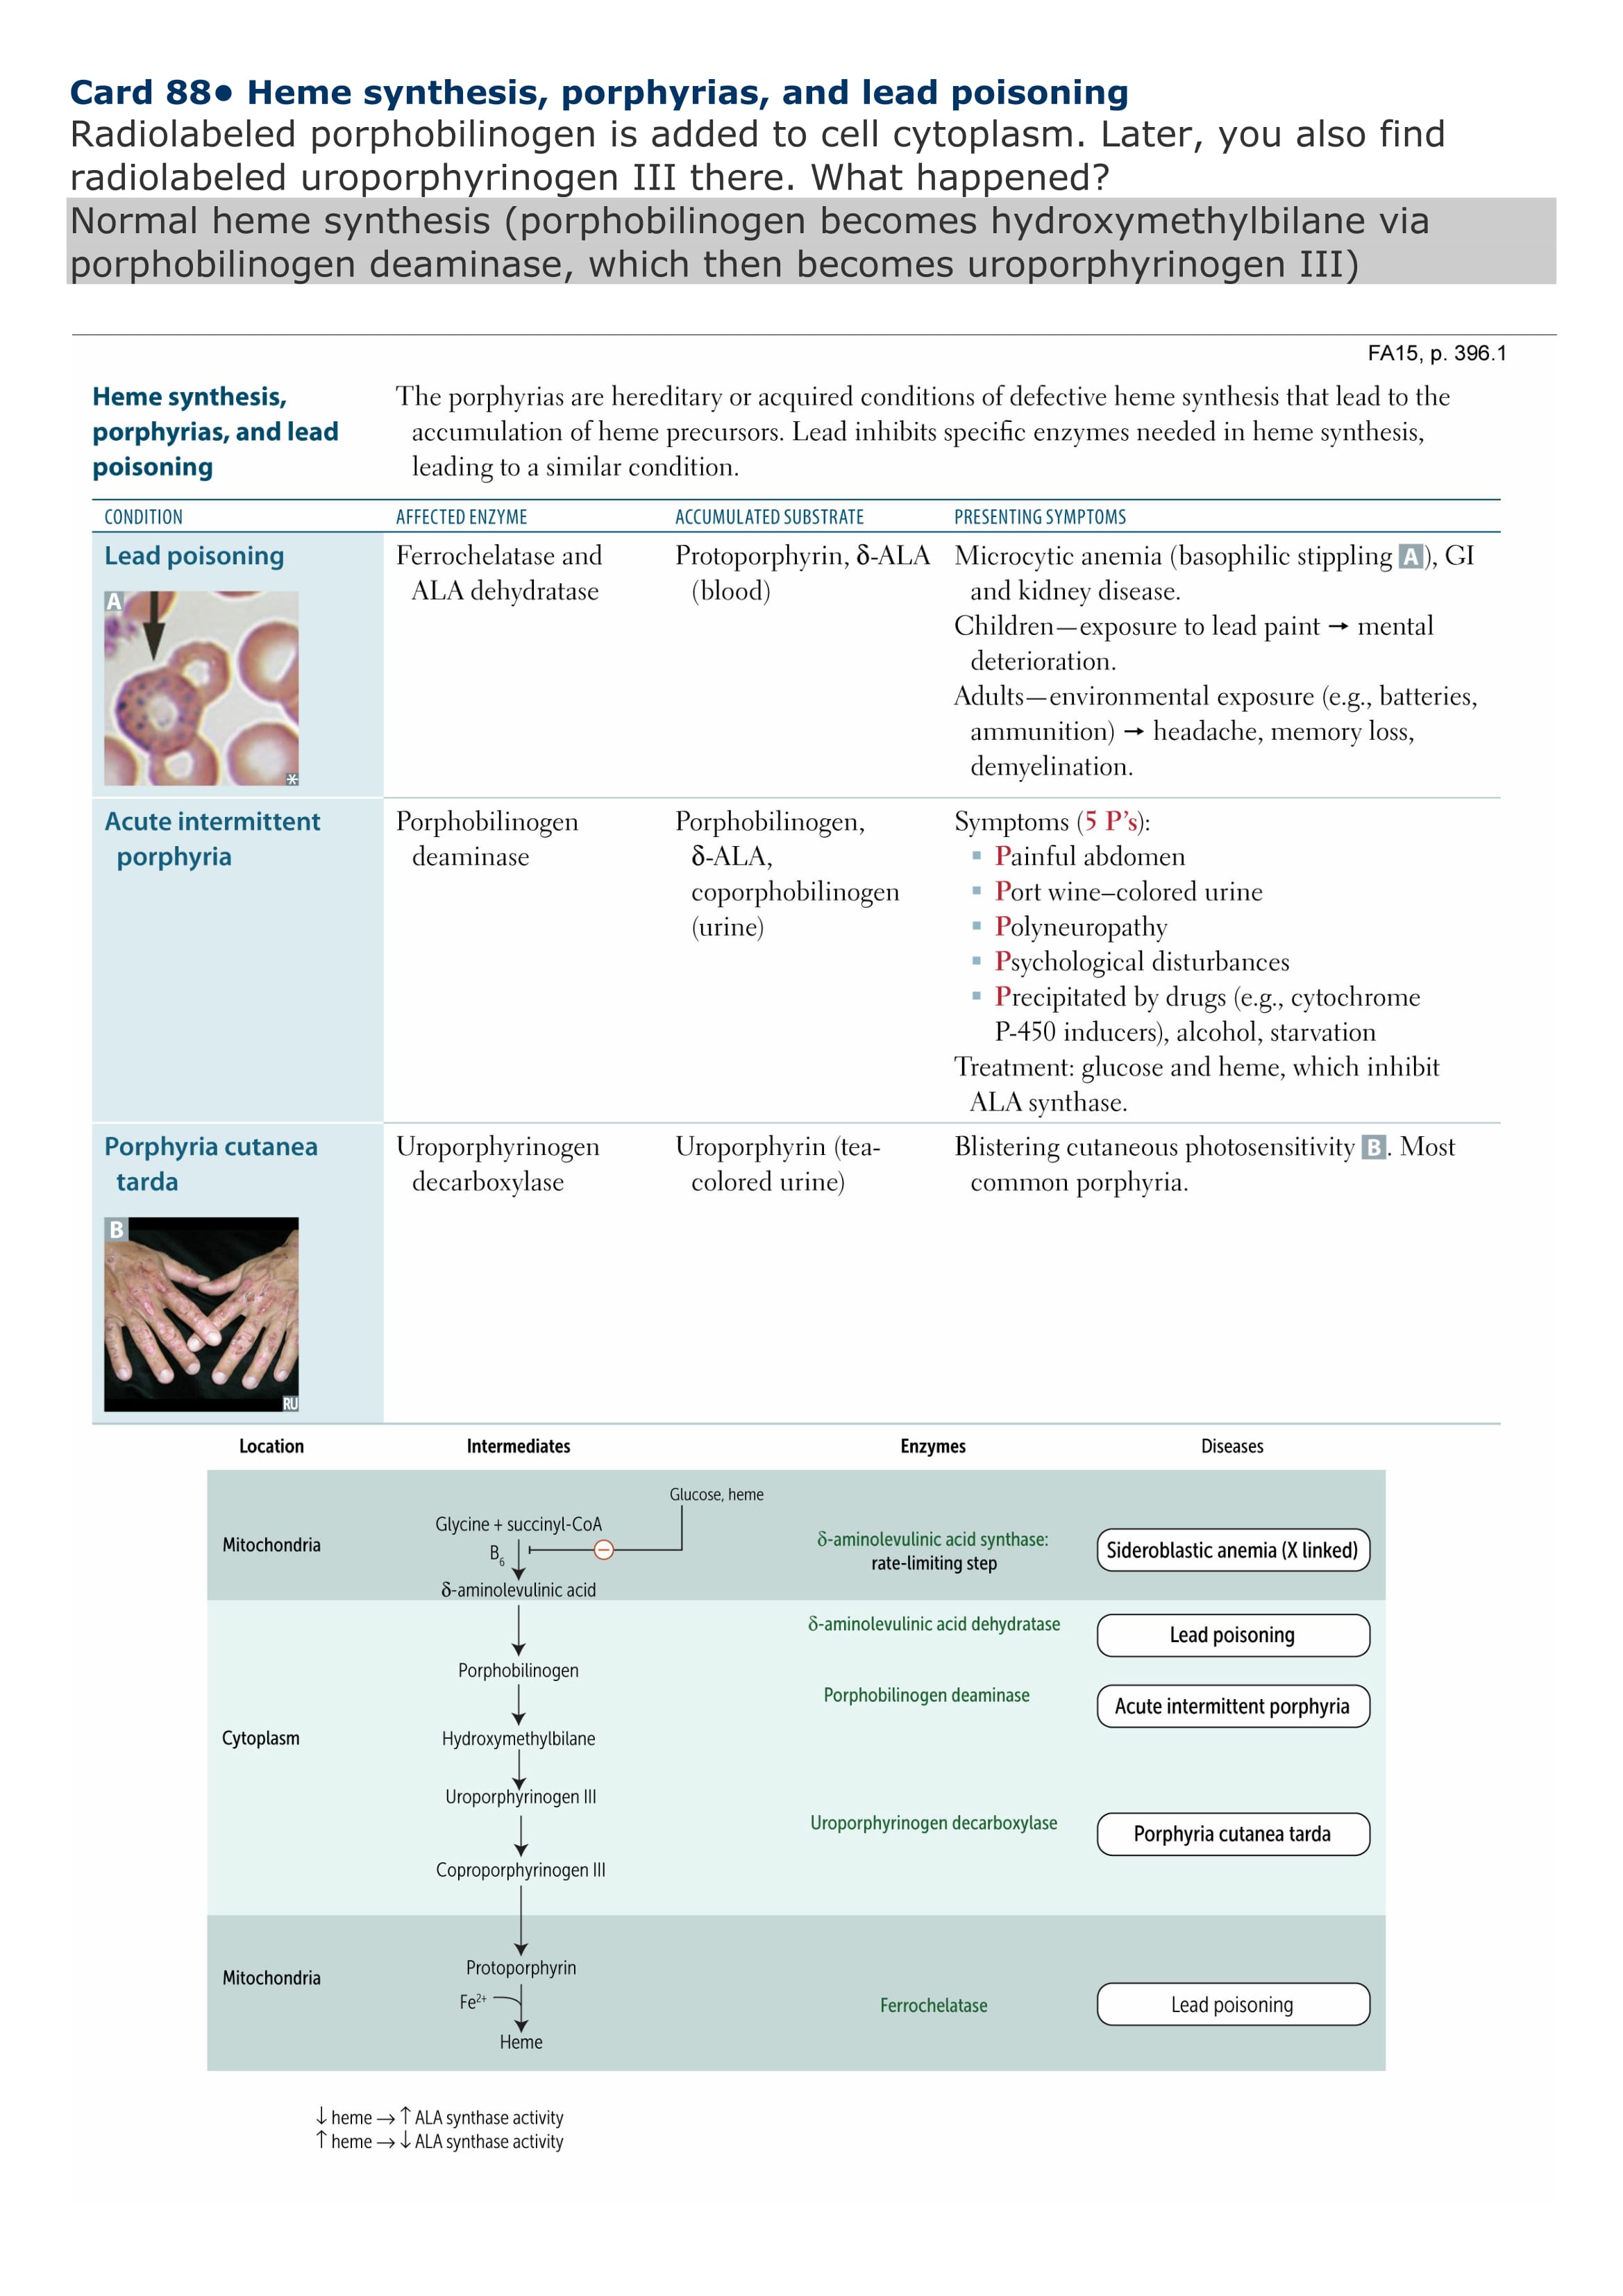 Card 88● Heme synthesis, porphyrias, and lead poisoning
Radiolabeled porphobilinogen is added to cell cytoplasm. Later, you also find
radiolabeled uroporphyrinogen III there. What happened?
Normal heme synthesis (porphobilinogen becomes hydroxymethylbilane via
porphobilinogen deaminase, which then becomes uroporphyrinogen III)
FA15, p. 396.1
Heme synthesis,
porphyrias, and lead
poisoning
The porphyrias are hereditary or acquired conditions of defective heme synthesis that lead to the
accumulation of heme precursors. Lead inhibits specific enzymes needed in heme synthesis,
leading to a similar condition.
CONDITION AFFECTED ENZYME ACCUMULATED SUBSTRATE PRESENTING SYMPTOMS
Lead poisoning
A
*
Ferrochelatase and
ALA dehydratase
Protoporphyrin, δ-ALA
(blood)
Microcytic anemia (basophilic stippling A), GI
and kidney disease.
Children—exposure to lead paint → mental
deterioration.
Adults—environmental exposure (e.g., batteries,
ammunition) → headache, memory loss,
demyelination.
Acute intermittent
porphyria
Porphobilinogen
deaminase
Porphobilinogen,
δ-ALA,
coporphobilinogen
(urine)
Symptoms (5 P's):
▪ Painful abdomen
▪ Port wine–colored urine
▪ Polyneuropathy
▪ Psychological disturbances
▪ Precipitated by drugs (e.g., cytochrome
P-450 inducers), alcohol, starvation
Treatment: glucose and heme, which inhibit
ALA synthase.
Porphyria cutanea
tarda
B
RU
Uroporphyrinogen
decarboxylase
Uroporphyrin (tea-
colored urine)
Blistering cutaneous photosensitivity B. Most
common porphyria.
Location Intermediates Enzymes Diseases
Glucose, heme
Mitochondria
Glycine + succinyl-CoA
B6
−
δ-aminolevulinic acid
δ-aminolevulinic acid synthase:
rate-limiting step
Sideroblastic anemia (X linked)
Cytoplasm
δ-aminolevulinic acid dehydratase
Lead poisoning
Porphobilinogen
Porphobilinogen deaminase
Acute intermittent porphyria
Hydroxymethylbilane
Uroporphyrinogen III
Uroporphyrinogen decarboxylase
Porphyria cutanea tarda
Coproporphyrinogen III
Mitochondria
Protoporphyrin
Fe2+
Ferrochelatase
Lead poisoning
Heme
↓ heme → ↑ ALA synthase activity
↑ heme → ↓ ALA synthase activity